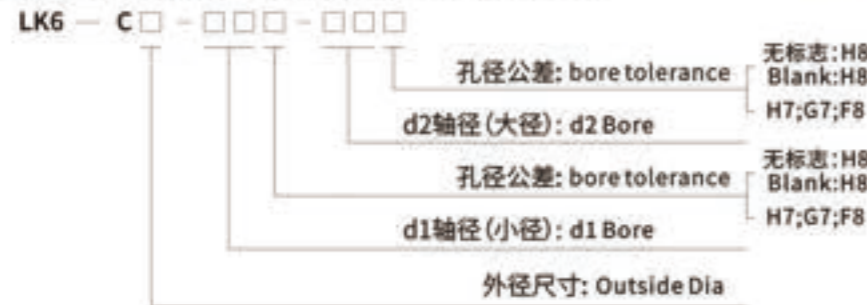 LK6 — C□ - □□□ - □□□
孔径公差: bore tolerance
无标志:H8
Blank:H8
H7;G7;F8
d2轴径(大径): d2 Bore
孔径公差: bore tolerance
无标志:H8
Blank:H8
H7;G7;F8
d1轴径(小径): d1 Bore
外径尺寸: Outside Dia